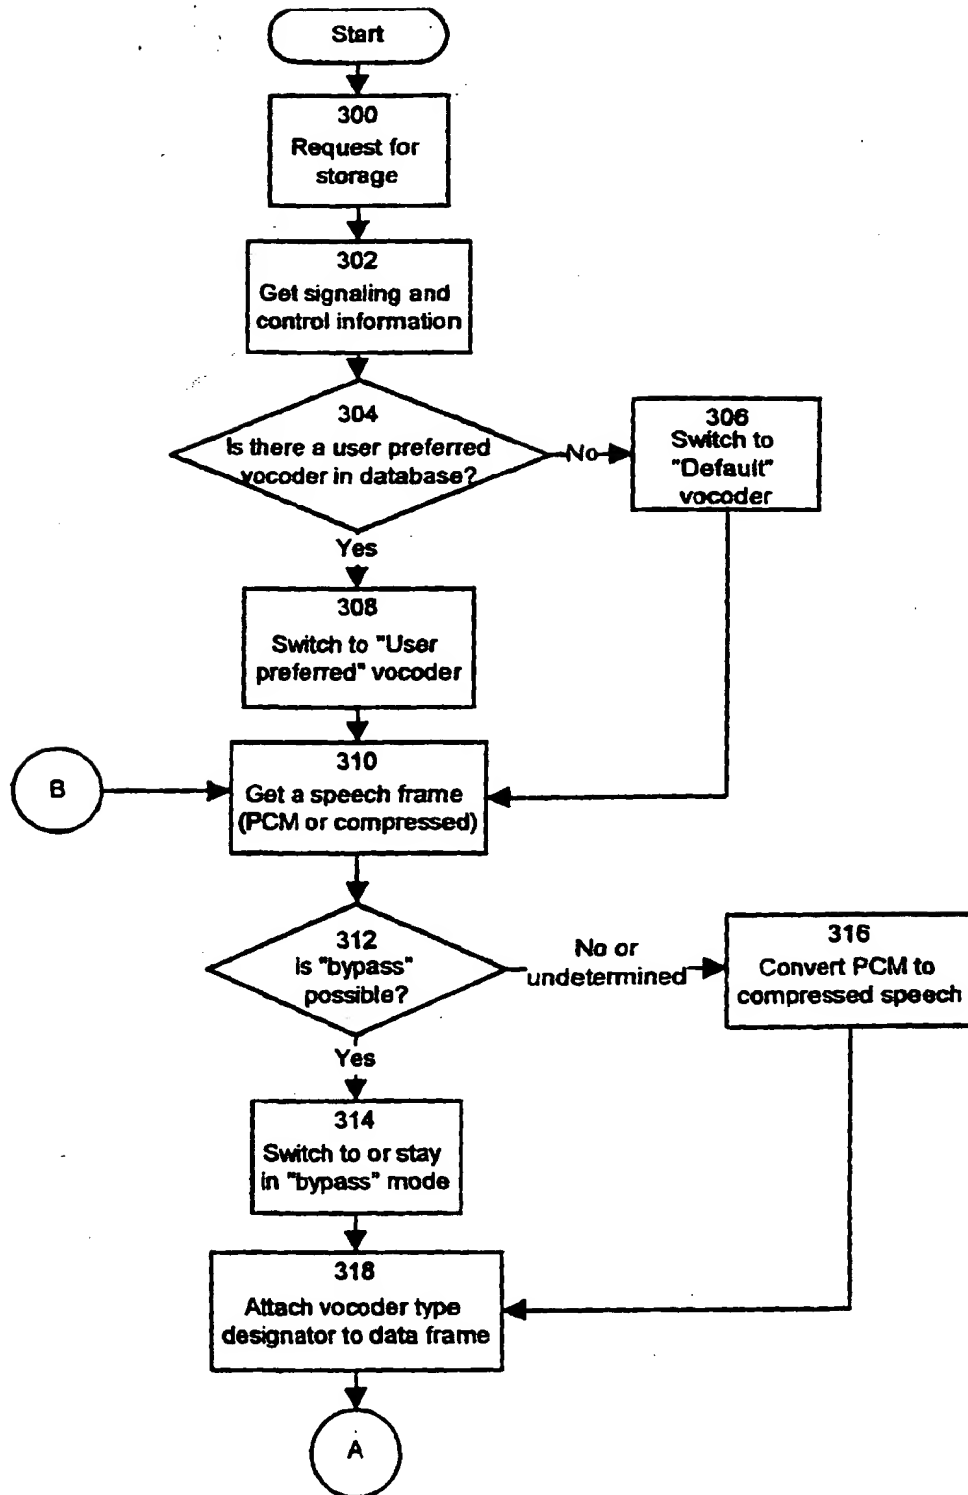 Start
300
Request for
storage
302
Get signaling and
control information
304
Is there a user preferred
vocoder in database?
No
306
Switch to
"Default"
vocoder
Yes
308
Switch to "User
preferred" vocoder
B
310
Get a speech frame
(PCM or compressed)
312
Is "bypass"
possible?
No or
undetermined
316
Convert PCM to
compressed speech
Yes
314
Switch to or stay
in "bypass" mode
318
Attach vocoder type
designator to data frame
A